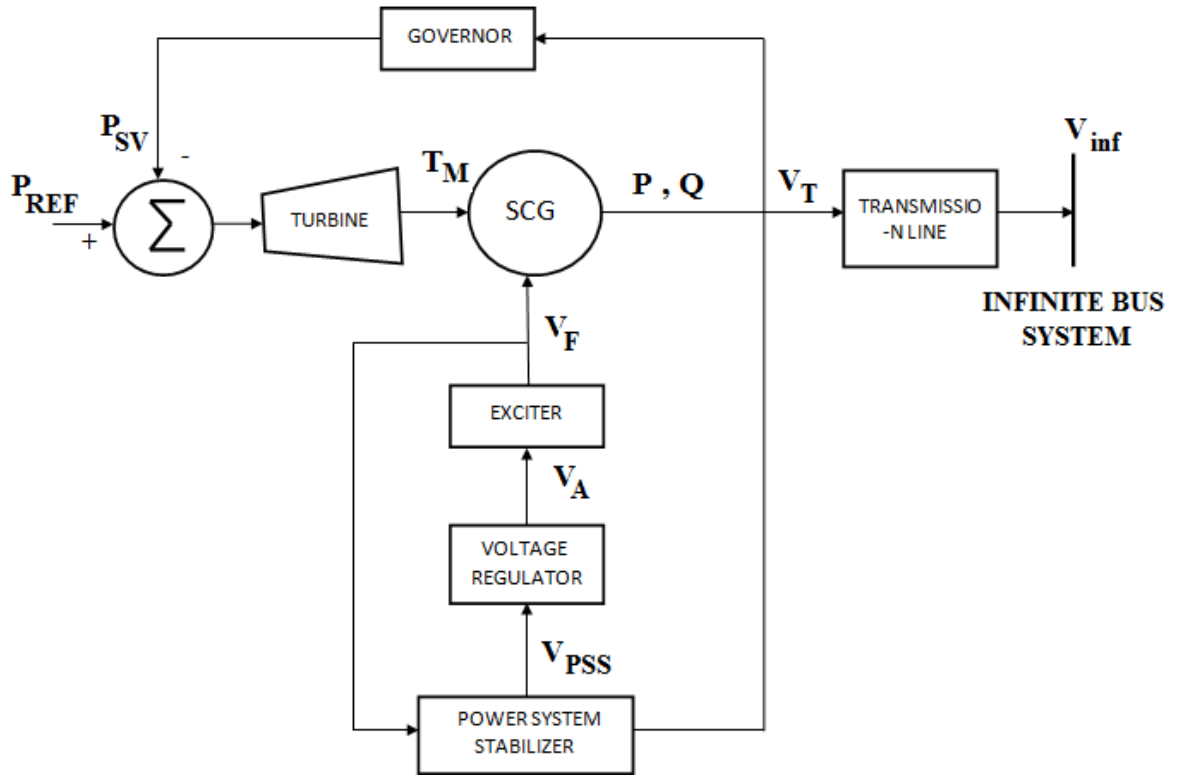 GOVERNOR
P_SV
-
P_REF
+
Σ
TURBINE
T_M
SCG
P , Q
V_T
TRANSMISSIO
-N LINE
V_inf
INFINITE BUS
SYSTEM
V_F
EXCITER
V_A
VOLTAGE
REGULATOR
V_PSS
POWER SYSTEM
STABILIZER